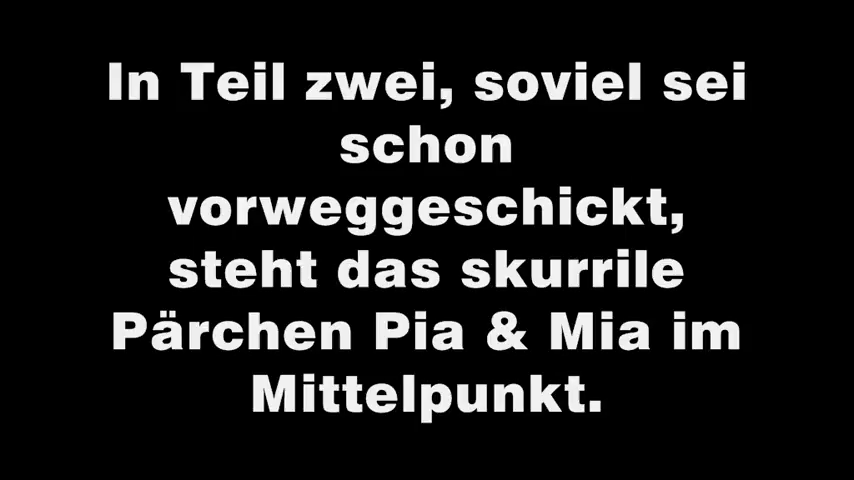 In Teil zwei, soviel sei
schon
vorweggeschickt,
steht das skurrile
Pärchen Pia & Mia im
Mittelpunkt.